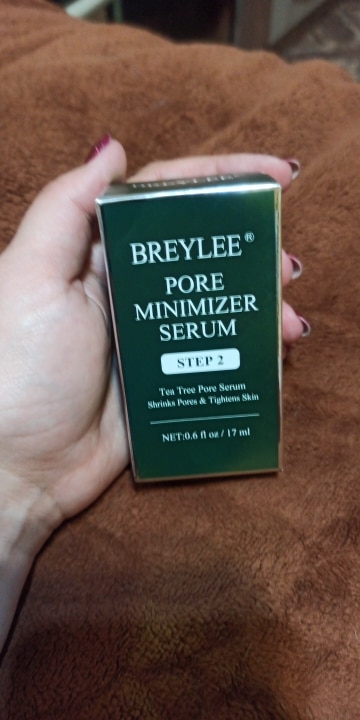 BREYLEE
BREYLEE®
PORE
MINIMIZER
SERUM
STEP 2
Tea Tree Pore Serum
Shrinks Pores & Tightens Skin
NET:0.6 fl oz / 17 ml